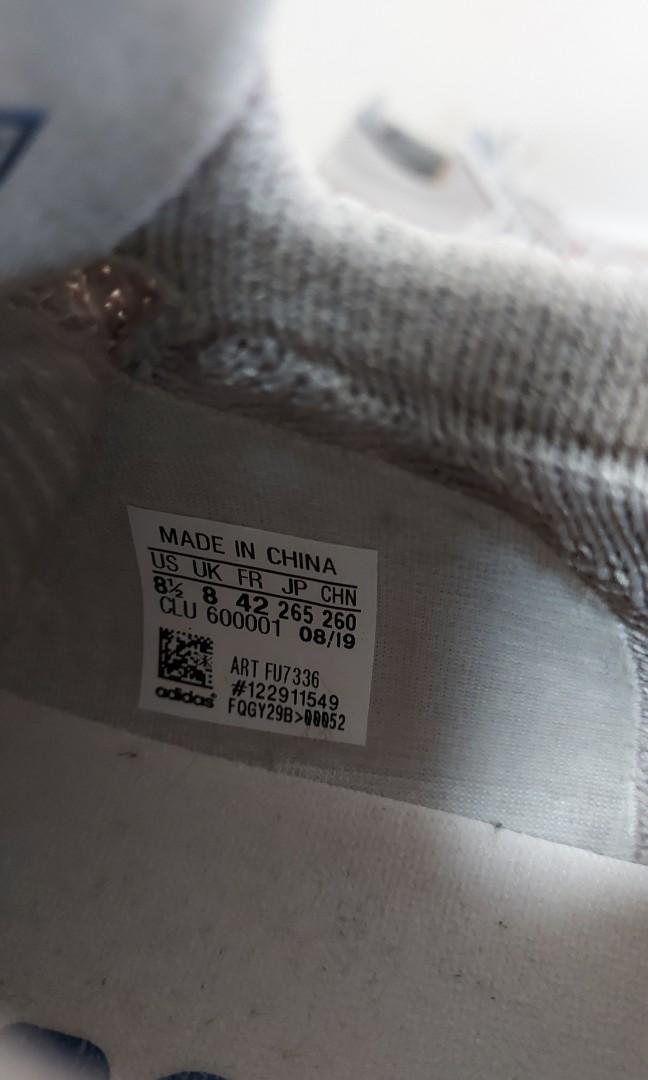 MADE IN CHINA
US UK FR JP CHN
8½ 8 42 265 260
CLU 600001 08/19
ART FU7336
#122911549
adidas
FQGY29B>00052